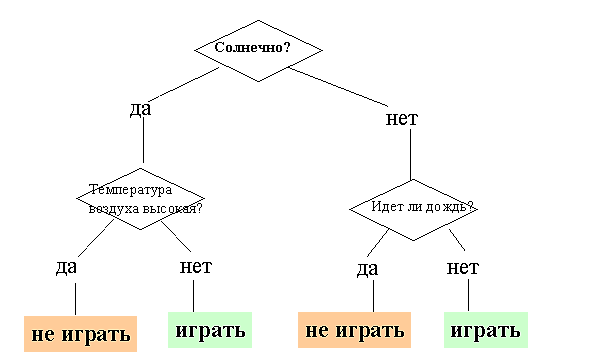 Солнечно?
да
нет
Температура
воздуха высокая?
Идет ли дождь?
да
нет
да
нет
не играть
играть
не играть
играть